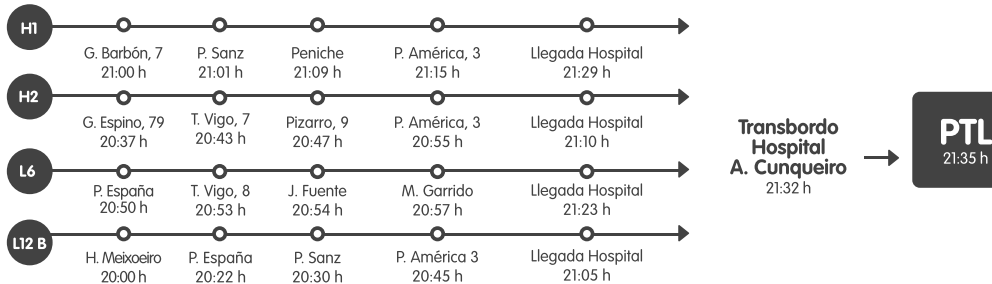 H1
G. Barbón, 7 P. Sanz Peniche P. América, 3 Llegada Hospital
21:00 h 21:01 h 21:09 h 21:15 h 21:29 h
H2
G. Espino, 79 T. Vigo, 7 Pizarro, 9 P. América, 3 Llegada Hospital
20:37 h 20:43 h 20:47 h 20:55 h 21:10 h
L6
P. España T. Vigo, 8 J. Fuente M. Garrido Llegada Hospital
20:50 h 20:53 h 20:54 h 20:57 h 21:23 h
L12 B
H. Meixoeiro P. España P. Sanz P. América 3 Llegada Hospital
20:00 h 20:22 h 20:30 h 20:45 h 21:05 h
Transbordo
Hospital
A. Cunqueiro
21:32 h
PTL
21:35 h